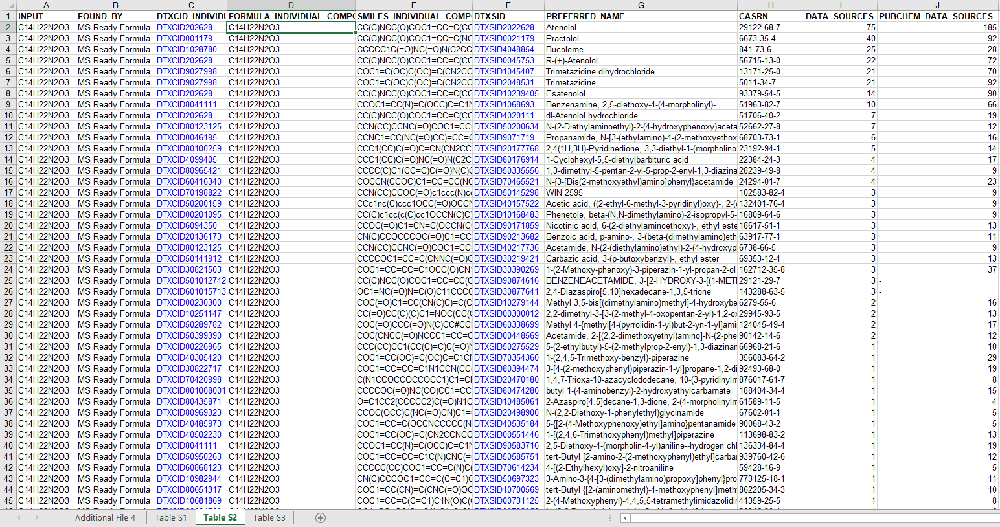 A B C D E F G H I J
1 INPUT FOUND_BY DTXCID_INDIVIDU FORMULA_INDIVIDUAL_COMPO SMILES_INDIVIDUAL_COMP DTXSID PREFERRED_NAME CASRN DATA_SOURCES PUBCHEM_DATA_SOURCES
2 C14H22N2O3 MS Ready Formula DTXCID202628 C14H22N2O3 CC(C)NCC(O)COC1=CC=C(CC DTXSID2022628 Atenolol 29122-68-7 75 185
3 C14H22N2O3 MS Ready Formula DTXCID001179 C14H22N2O3 CC(C)NCC(O)COC1=CC=C(NC DTXSID0021179 Practolol 6673-35-4 40 92
4 C14H22N2O3 MS Ready Formula DTXCID1028780 C14H22N2O3 CCCCC1C(=O)NC(=O)N(C2CC DTXSID4048854 Bucolome 841-73-6 25 28
5 C14H22N2O3 MS Ready Formula DTXCID202628 C14H22N2O3 CC(C)NCC(O)COC1=CC=C(CC DTXSID0045753 R-(+)-Atenolol 56715-13-0 22 72
6 C14H22N2O3 MS Ready Formula DTXCID9027998 C14H22N2O3 COC1=C(OC)C(OC)=C(CN2CC DTXSID1045407 Trimetazidine dihydrochloride 13171-25-0 21 70
7 C14H22N2O3 MS Ready Formula DTXCID9027998 C14H22N2O3 COC1=C(OC)C(OC)=C(CN2CC DTXSID2048531 Trimetazidine 5011-34-7 21 92
8 C14H22N2O3 MS Ready Formula DTXCID202628 C14H22N2O3 CC(C)NCC(O)COC1=CC=C(CC DTXSID10239405 Esatenolol 93379-54-5 14 90
9 C14H22N2O3 MS Ready Formula DTXCID8041111 C14H22N2O3 CCOC1=CC(N)=C(OCC)C=C1N DTXSID1068693 Benzenamine, 2,5-diethoxy-4-(4-morpholinyl)- 51963-82-7 10 66
10 C14H22N2O3 MS Ready Formula DTXCID202628 C14H22N2O3 CC(C)NCC(O)COC1=CC=C(CC DTXSID4020111 dl-Atenolol hydrochloride 51706-40-2 7 19
11 C14H22N2O3 MS Ready Formula DTXCID80123125 C14H22N2O3 CCN(CC)CCNC(=O)COC1=CC= DTXSID50200634 N-(2-Diethylaminoethyl)-2-(4-hydroxyphenoxy)aceta 52662-27-8 7 12
12 C14H22N2O3 MS Ready Formula DTXCID0046195 C14H22N2O3 CCNC1=CC(NC(=O)CC)=CC=C DTXSID9071719 Propanamide, N-[3-(ethylamino)-4-(2-methoxyethox 68703-73-1 6 16
13 C14H22N2O3 MS Ready Formula DTXCID80100259 C14H22N2O3 CCC1(CC)C(=O)C=CN(CN2CC DTXSID20177768 2,4(1H,3H)-Pyridinedione, 3,3-diethyl-1-(morpholino 23192-94-1 5 14
14 C14H22N2O3 MS Ready Formula DTXCID4099405 C14H22N2O3 CCC1(CC)C(=O)NC(=O)N(C2C DTXSID80176914 1-Cyclohexyl-5,5-diethylbarbituric acid 22384-24-3 4 17
15 C14H22N2O3 MS Ready Formula DTXCID80965421 C14H22N2O3 CCCC(C)C1(CC=C)C(=O)N(C) DTXSID50335556 1,3-dimethyl-5-pentan-2-yl-5-prop-2-enyl-1,3-diazina 28239-49-8 4 9
16 C14H22N2O3 MS Ready Formula DTXCID60416340 C14H22N2O3 COCCN(CCOC)C1=CC=CC(NC DTXSID70465521 N-{3-[Bis(2-methoxyethyl)amino]phenyl}acetamide 24294-01-7 4 23
17 C14H22N2O3 MS Ready Formula DTXCID70198822 C14H22N2O3 CCN(CC)CCOC(=O)c1ccc(N)cc DTXSID50145298 WIN 2595 102583-82-4 3 9
18 C14H22N2O3 MS Ready Formula DTXCID50200159 C14H22N2O3 CCc1nc(C)ccc1OCC(=O)OCCN DTXSID40157522 Acetic acid, ((2-ethyl-6-methyl-3-pyridinyl)oxy)-, 2-( 132401-76-4 3 9
19 C14H22N2O3 MS Ready Formula DTXCID00201095 C14H22N2O3 CC(C)c1cc(c(C)cc1OCCN(C)C) DTXSID10168483 Phenetole, beta-(N,N-dimethylamino)-2-isopropyl-5- 16809-64-6 3 9
20 C14H22N2O3 MS Ready Formula DTXCID6094350 C14H22N2O3 CCOC(=O)C1=CN=C(OCCN(C DTXSID90171859 Nicotinic acid, 6-(2-diethylaminoethoxy)-, ethyl este 18617-51-1 3 13
21 C14H22N2O3 MS Ready Formula DTXCID20136173 C14H22N2O3 CN(C)CCOCCCOC(=O)C1=CC DTXSID90213682 Benzoic acid, p-amino-, 3-(beta-(dimethylamino)eth 63917-77-1 3 11
22 C14H22N2O3 MS Ready Formula DTXCID80123125 C14H22N2O3 CCN(CC)CCNC(=O)COC1=CC= DTXSID40217736 Acetamide, N-(2-(diethylamino)ethyl)-2-(4-hydroxyp 6738-66-5 3 9
23 C14H22N2O3 MS Ready Formula DTXCID50141912 C14H22N2O3 CCCCOC1=CC=C(CNNC(=O)C DTXSID30219421 Carbazic acid, 3-(p-butoxybenzyl)-, ethyl ester 69353-12-4 3 13
24 C14H22N2O3 MS Ready Formula DTXCID30821503 C14H22N2O3 COC1=CC=CC=C1OCC(O)CN1 DTXSID30390269 1-(2-Methoxy-phenoxy)-3-piperazin-1-yl-propan-2-ol 162712-35-8 3 37
25 C14H22N2O3 MS Ready Formula DTXCID501012742 C14H22N2O3 CC(C)NCC(O)COC1=CC=CC(C DTXSID90874616 BENZENEACETAMIDE, 3-[2-HYDROXY-3-[(1-METI 29121-29-7 3 -
26 C14H22N2O3 MS Ready Formula DTXCID601015713 C14H22N2O3 OC1=NC(=O)N=C(O)C11CCCC DTXSID30877641 2,4-Diazaspiro[5.10]hexadecane-1,3,5-trione 143288-63-5 3 -
27 C14H22N2O3 MS Ready Formula DTXCID00230300 C14H22N2O3 COC(=O)C1=CC(CN(C)C)=C(O DTXSID10279144 Methyl 3,5-bis[(dimethylamino)methyl]-4-hydroxybe 6279-55-6 2 16
28 C14H22N2O3 MS Ready Formula DTXCID10251147 C14H22N2O3 CC(=O)CC(C)(C)C1=NOC(CC( DTXSID00300012 2,2-dimethyl-3-[3-(2-methyl-4-oxopentan-2-yl)-1,2-o 29945-93-5 2 13
29 C14H22N2O3 MS Ready Formula DTXCID50289782 C14H22N2O3 COC(=O)CCC(=O)N(C)CC#CC DTXSID60338699 Methyl 4-{methyl[4-(pyrrolidin-1-yl)but-2-yn-1-yl]ami 124045-49-4 2 17
30 C14H22N2O3 MS Ready Formula DTXCID50399390 C14H22N2O3 COC(CNCC(=O)NCCC1=CC=C DTXSID00448569 Acetamide, 2-[(2,2-dimethoxyethyl)amino]-N-(2-phe 90142-14-6 2 12
31 C14H22N2O3 MS Ready Formula DTXCID00226965 C14H22N2O3 CCC(CC)CC1(CC(C)=C)C(=O) DTXSID50275529 5-(2-ethylbutyl)-5-(2-methylprop-2-enyl)-1,3-diazinar 66968-21-6 1 10
32 C14H22N2O3 MS Ready Formula DTXCID40305420 C14H22N2O3 COC1=CC(OC)=C(OC)C=C1C DTXSID70354360 1-(2,4,5-Trimethoxy-benzyl)-piperazine 356083-64-2 1 29
33 C14H22N2O3 MS Ready Formula DTXCID30822717 C14H22N2O3 COC1=CC=CC=C1N1CCN(CC( DTXSID80394474 3-[4-(2-methoxyphenyl)piperazin-1-yl]propane-1,2-di 92493-68-0 1 19
34 C14H22N2O3 MS Ready Formula DTXCID70420998 C14H22N2O3 C(N1CCOCCOCCOCC1)C1=C DTXSID20470180 1,4,7-Trioxa-10-azacyclododecane, 10-(3-pyridinylm 876017-61-7 1 8
35 C14H22N2O3 MS Ready Formula DTXCID001008001 C14H22N2O3 CCCCOC(=O)NC(CO)CC1=CC DTXSID80474280 butyl 1-(4-aminobenzyl)-2-hydroxyethylcarbamate 188404-34-4 1 15
36 C14H22N2O3 MS Ready Formula DTXCID80435871 C14H22N2O3 O=C1CC2(CCCCC2)C(=O)N1C DTXSID10485061 2-Azaspiro[4.5]decane-1,3-dione, 2-(4-morpholinylm 61589-11-5 1 4
37 C14H22N2O3 MS Ready Formula DTXCID80969323 C14H22N2O3 CCOC(OCC)C(NC(=O)CN)C1=( DTXSID20498900 N-(2,2-Diethoxy-1-phenylethyl)glycinamide 67602-01-1 1 5
38 C14H22N2O3 MS Ready Formula DTXCID40485973 C14H22N2O3 COC1=CC=C(OCCNCCCCC(N DTXSID40535184 5-{[2-(4-Methoxyphenoxy)ethyl]amino}pentanamide 90068-43-2 1 5
39 C14H22N2O3 MS Ready Formula DTXCID40502230 C14H22N2O3 COC1=CC(OC)=C(CN2CCNCC DTXSID00551446 1-[(2,4,6-Trimethoxyphenyl)methyl]piperazine 113698-83-2 1 13
40 C14H22N2O3 MS Ready Formula DTXCID8041111 C14H22N2O3 CCOC1=CC(N)=C(OCC)C=C1N DTXSID90583716 2,5-Diethoxy-4-(morpholin-4-yl)aniline--hydrogen chl 136334-84-4 1 19
41 C14H22N2O3 MS Ready Formula DTXCID50950263 C14H22N2O3 COC1=CC=CC=C1C(N)CNC(= DTXSID50585751 tert-Butyl [2-amino-2-(2-methoxyphenyl)ethyl]carba 939760-42-6 1 12
42 C14H22N2O3 MS Ready Formula DTXCID60868123 C14H22N2O3 CCCCC(CC)COC1=CC=C(N)C( DTXSID70614234 4-[(2-Ethylhexyl)oxy]-2-nitroaniline 59428-16-9 1 5
43 C14H22N2O3 MS Ready Formula DTXCID10982944 C14H22N2O3 CN(C)CCCOC1=CC=C(C=C1)C DTXSID50697323 3-Amino-3-{4-[3-(dimethylamino)propoxy]phenyl}pro 773125-18-1 1 11
44 C14H22N2O3 MS Ready Formula DTXCID80651317 C14H22N2O3 COC1=CC(CN)=C(CNC(=O)OC DTXSID10700569 tert-Butyl {[2-(aminomethyl)-4-methoxyphenyl]meth 862205-34-3 1 10
45 C14H22N2O3 MS Ready Formula DTXCID10681869 C14H22N2O3 COC1=CC=C(C=C1)C1N(O)C( DTXSID00731125 2-(4-Methoxyphenyl)-4,4,5,5-tetramethylimidazolidi 41359-25-5 1 8
Additional File 4 Table S1 Table S2 Table S3